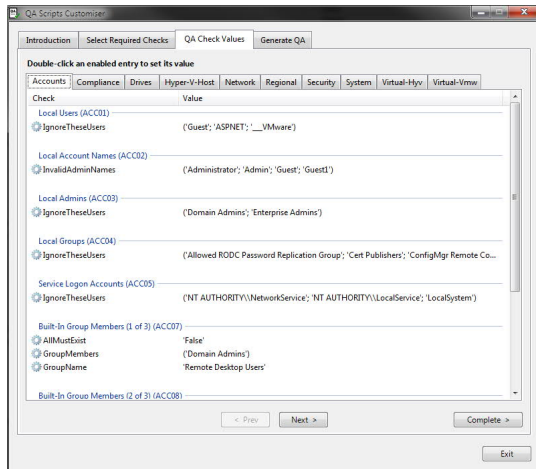 QA Scripts Customiser
Introduction Select Required Checks QA Check Values Generate QA
Double-click an enabled entry to set its value
Accounts Compliance Drives Hyper-V-Host Network Regional Security System Virtual-Hyv Virtual-Vmw
Check Value
Local Users (ACC01)
IgnoreTheseUsers ('Guest'; 'ASPNET'; '___VMware')
Local Account Names (ACC02)
InvalidAdminNames ('Administrator'; 'Admin'; 'Guest'; 'Guest1')
Local Admins (ACC03)
IgnoreTheseUsers ('Domain Admins'; 'Enterprise Admins')
Local Groups (ACC04)
IgnoreTheseUsers ('Allowed RODC Password Replication Group'; 'Cert Publishers'; 'ConfigMgr Remote Co...
Service Logon Accounts (ACC05)
IgnoreTheseUsers ('NT AUTHORITY\\NetworkService'; 'NT AUTHORITY\\LocalService'; 'LocalSystem')
Built-In Group Members (1 of 3) (ACC07)
AllMustExist 'False'
GroupMembers ('Domain Admins')
GroupName 'Remote Desktop Users'
Built-In Group Members (2 of 3) (ACC08)
< Prev Next > Complete >
Exit